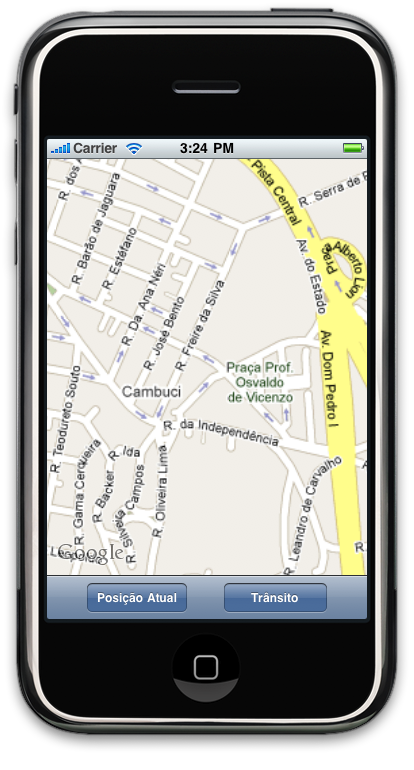 Carrier
3:24 PM
Pista Central
R. dos A
R. Barão de Jaguara
R. Estéfano
R. Serra de P
Av. do Estado
Alberto Lion
R. Da. Ana Néri
R. José Bento
R. Freire da Silva
Av. Dom Pedro I
Praça Prof.
Osvaldo
de Vicenzo
Cambuci
R. da Independência
R. Teodureto Souto
R. Gama Cerqueira
R. Backer
R. Ida
R. Silveira Campos
R. Oliveira Lima
R. Leandro de Carvalho
R.
Google
Posição Atual
Trânsito